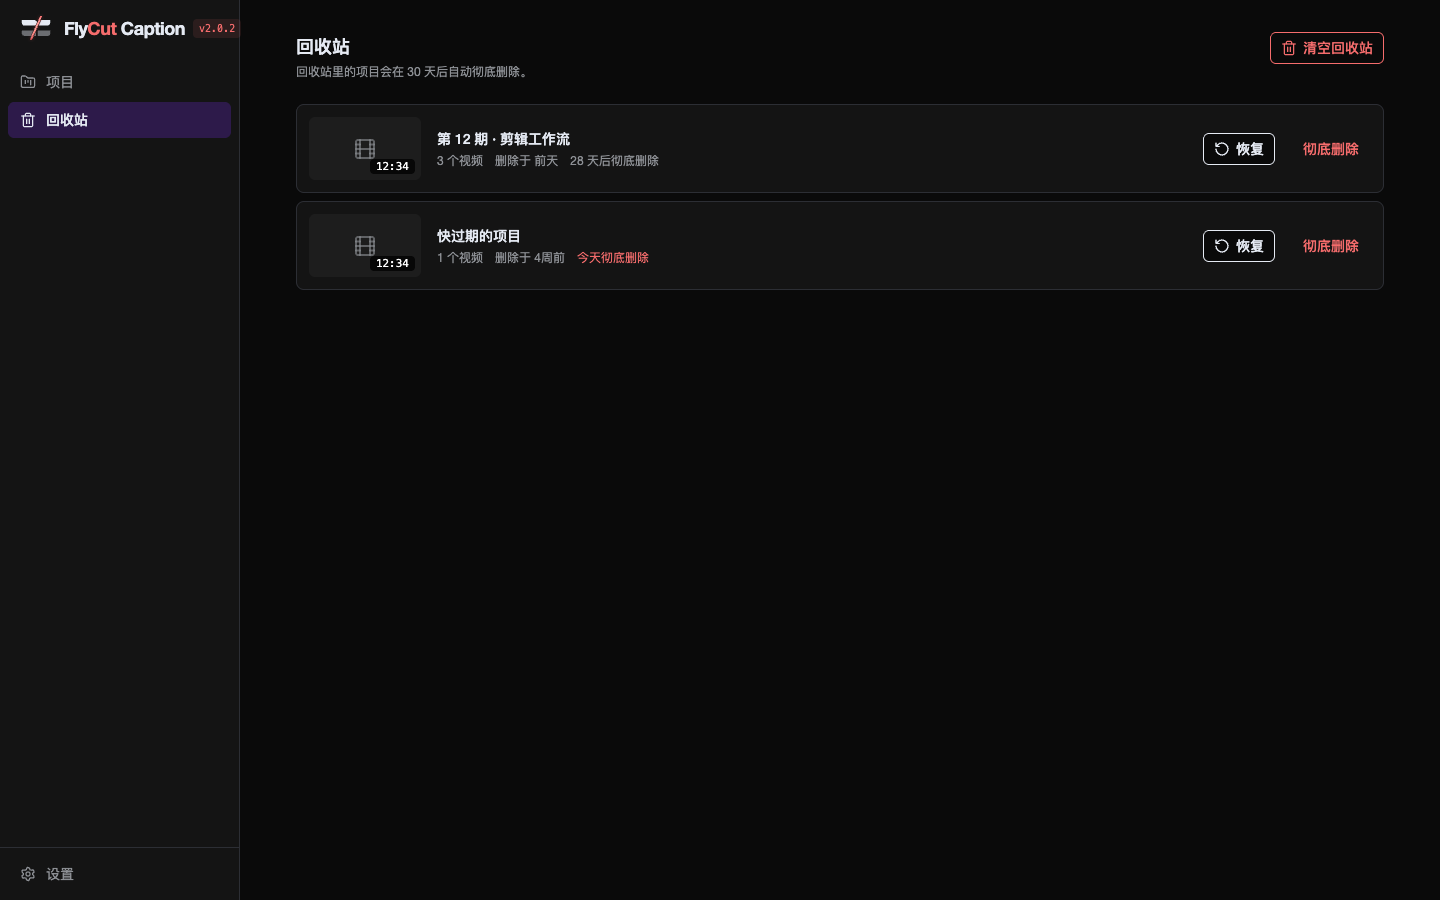 FlyCut Caption v2.0.2
项目
回收站
设置
回收站
回收站里的项目会在 30 天后自动彻底删除。
清空回收站
12:34
第 12 期 · 剪辑工作流
3 个视频 删除于 前天 28 天后彻底删除
恢复
彻底删除
12:34
快过期的项目
1 个视频 删除于 4周前 今天彻底删除
恢复
彻底删除